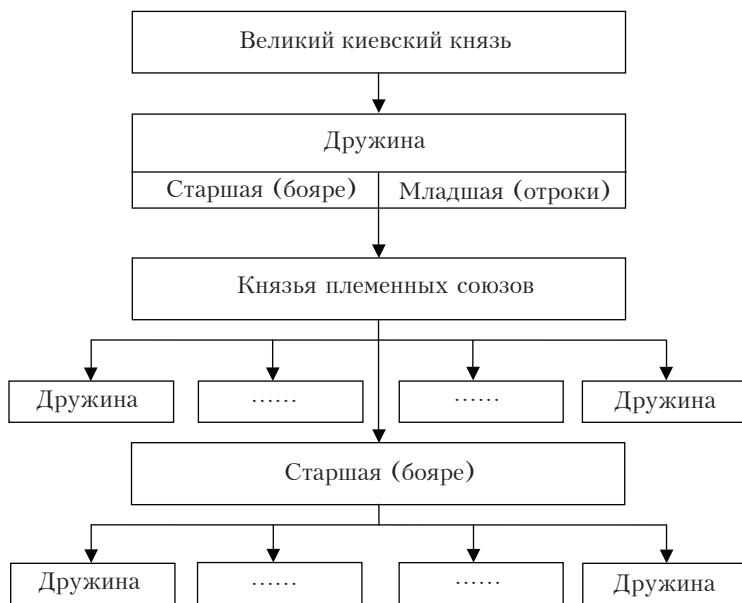 Великий киевский князь
Дружина
Старшая (бояре) Младшая (отроки)
Князья племенных союзов
Дружина ...... ...... Дружина
Старшая (бояре)
Дружина ...... ...... Дружина